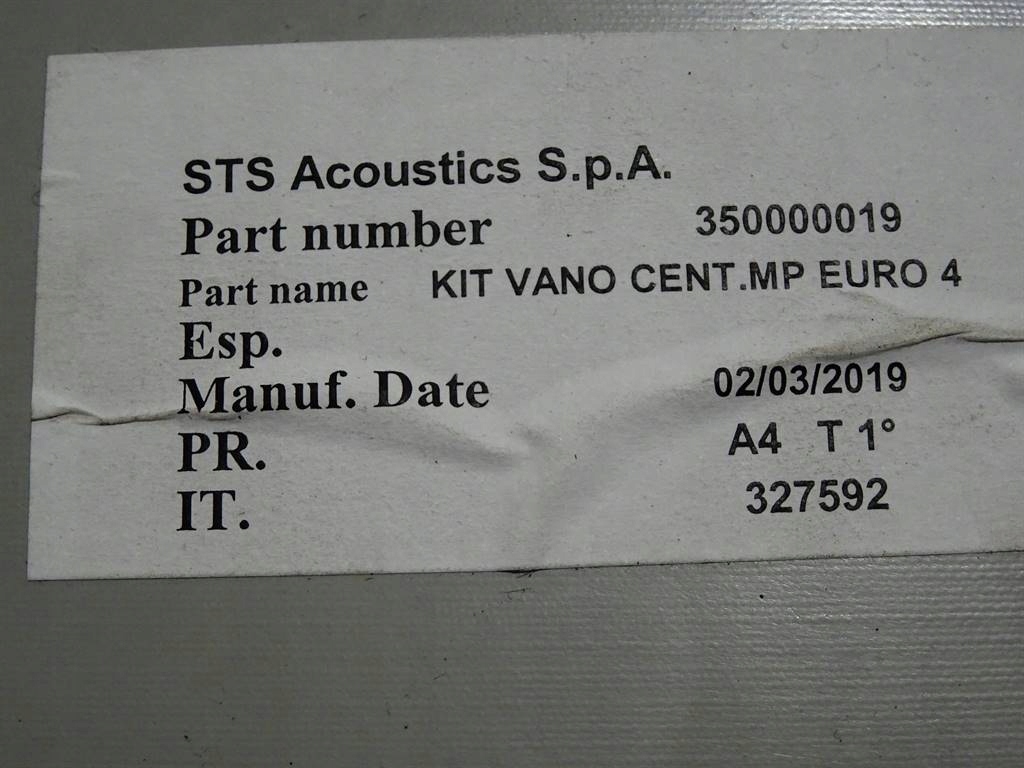 STS Acoustics S.p.A.
Part number 350000019
Part name KIT VANO CENT.MP EURO 4
Esp.
Manuf. Date 02/03/2019
PR. A4 T 1°
IT. 327592